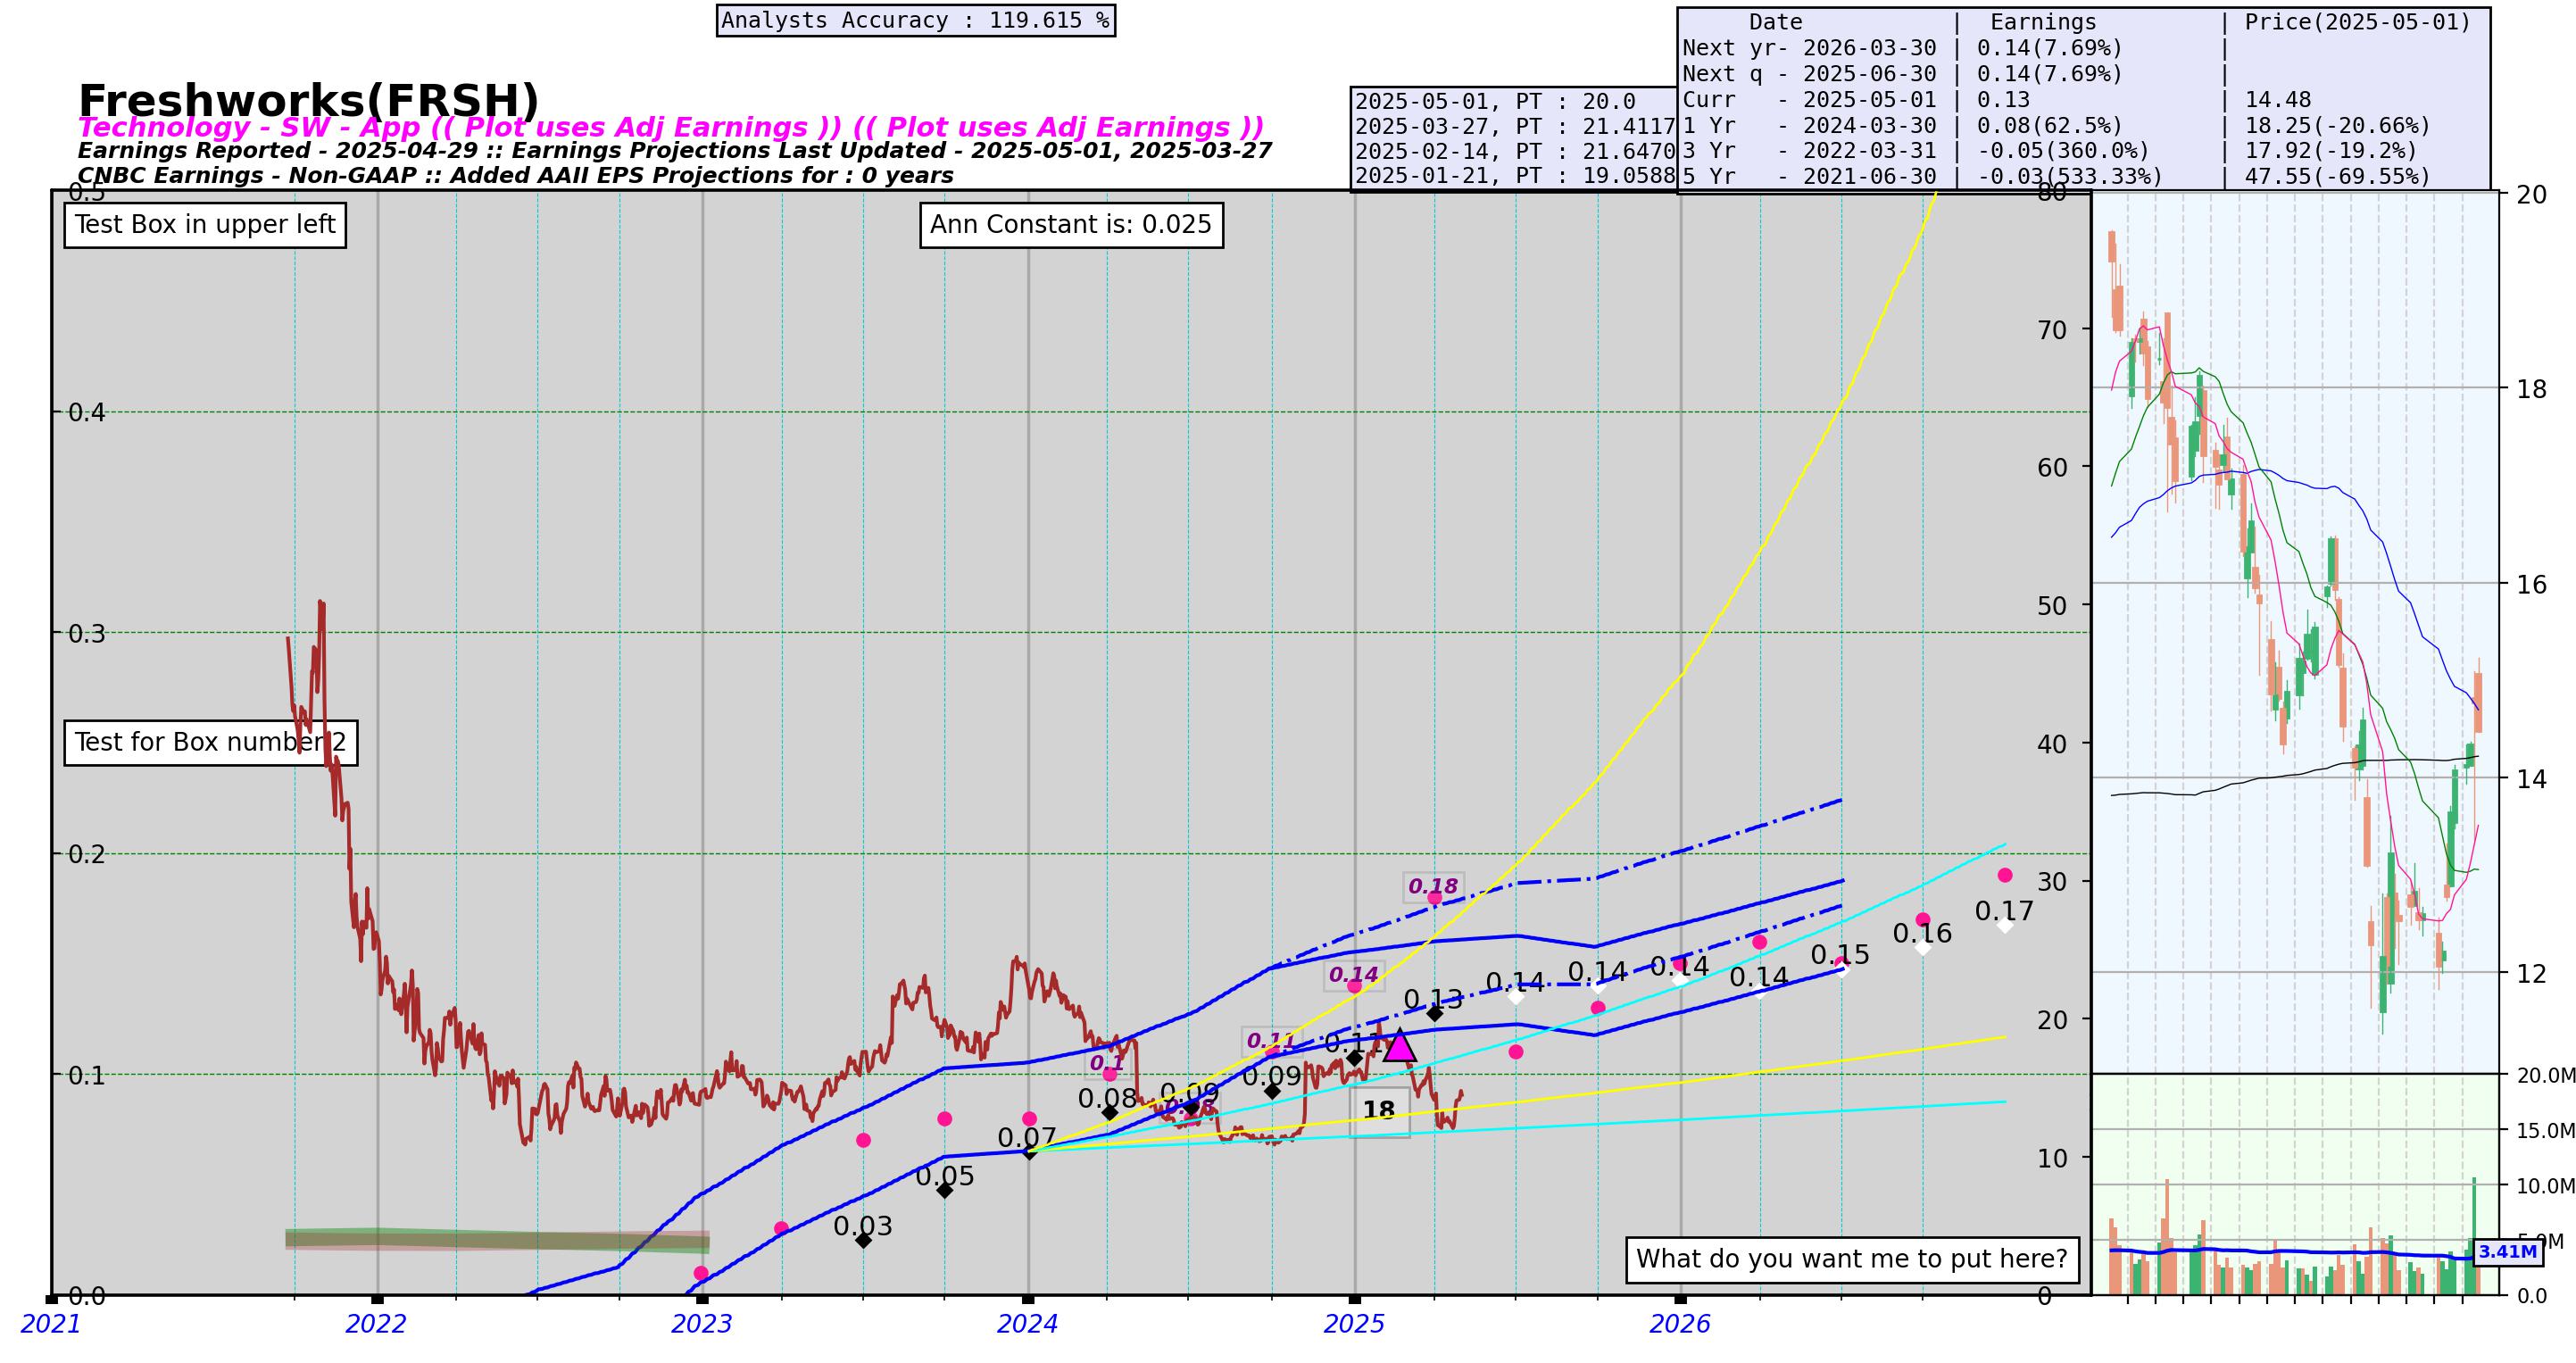 Analysts Accuracy : 119.615 %
Date | Earnings | Price(2025-05-01)
Next yr- 2026-03-30 | 0.14(7.69%) |
Next q - 2025-06-30 | 0.14(7.69%) |
Curr - 2025-05-01 | 0.13 | 14.48
1 Yr - 2024-03-30 | 0.08(62.5%) | 18.25(-20.66%)
3 Yr - 2022-03-31 | -0.05(360.0%) | 17.92(-19.2%)
5 Yr - 2021-06-30 | -0.03(533.33%) | 47.55(-69.55%)
2025-05-01, PT : 20.0
2025-03-27, PT : 21.4117
2025-02-14, PT : 21.6470
2025-01-21, PT : 19.0588
Freshworks(FRSH)
Technology - SW - App (( Plot uses Adj Earnings )) (( Plot uses Adj Earnings ))
Earnings Reported - 2025-04-29 :: Earnings Projections Last Updated - 2025-05-01, 2025-03-27
CNBC Earnings - Non-GAAP :: Added AAII EPS Projections for : 0 years
Test Box in upper left
Ann Constant is: 0.025
Test for Box number 2
What do you want me to put here?
0.5
0.4
0.3
0.2
0.1
0.0
80
70
60
50
40
30
20
10
0
20
18
16
14
12
20.0M
15.0M
10.0M
5.0M
0.0
3.41M
0.03
0.05
0.07
0.08
0.09
0.09
0.11
0.13
0.14
0.14
0.14
0.14
0.15
0.16
0.17
0.1
0.11
0.14
0.18
18
2021
2022
2023
2024
2025
2026